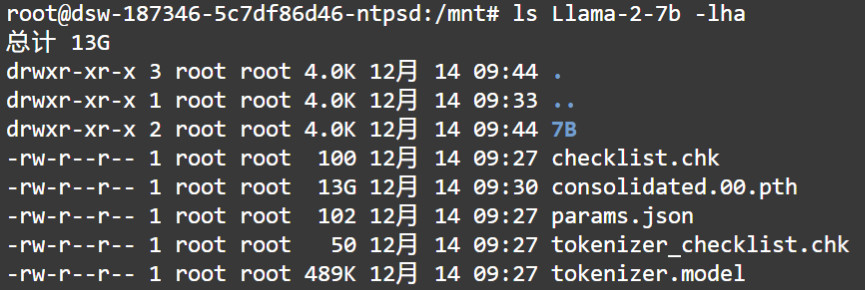 root@dsw-187346-5c7df86d46-ntpsd:/mnt# ls Llama-2-7b -lha
总计 13G
drwxr-xr-x 3 root root 4.0K 12月 14 09:44 .
drwxr-xr-x 1 root root 4.0K 12月 14 09:33 ..
drwxr-xr-x 2 root root 4.0K 12月 14 09:44 7B
-rw-r--r-- 1 root root  100 12月 14 09:27 checklist.chk
-rw-r--r-- 1 root root  13G 12月 14 09:30 consolidated.00.pth
-rw-r--r-- 1 root root  102 12月 14 09:27 params.json
-rw-r--r-- 1 root root   50 12月 14 09:27 tokenizer_checklist.chk
-rw-r--r-- 1 root root 489K 12月 14 09:27 tokenizer.model